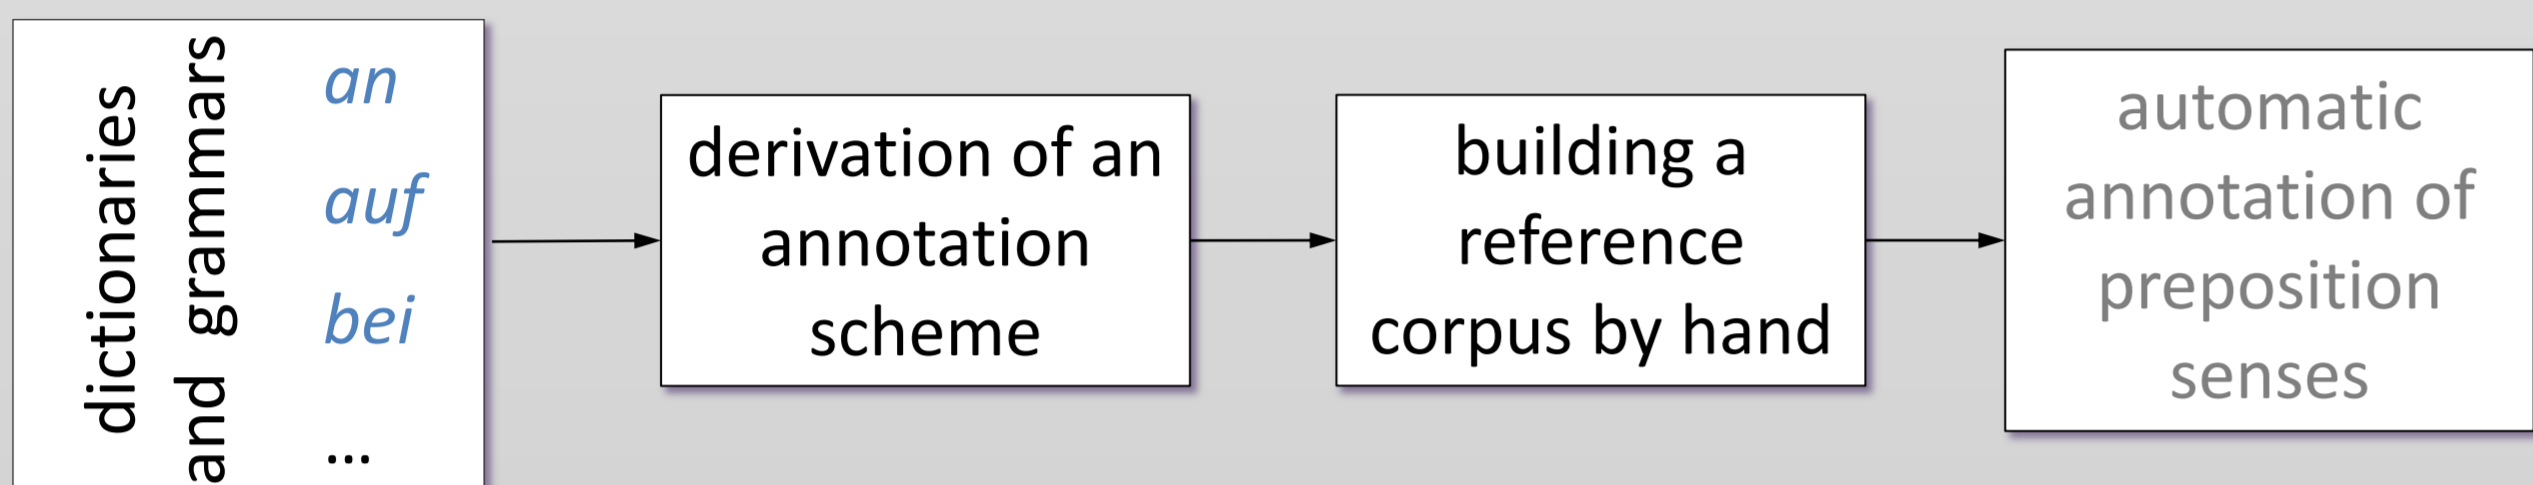 dictionaries
and grammars
an
auf
bei
...
derivation of an
annotation
scheme
building a
reference
corpus by hand
automatic
annotation of
preposition
senses